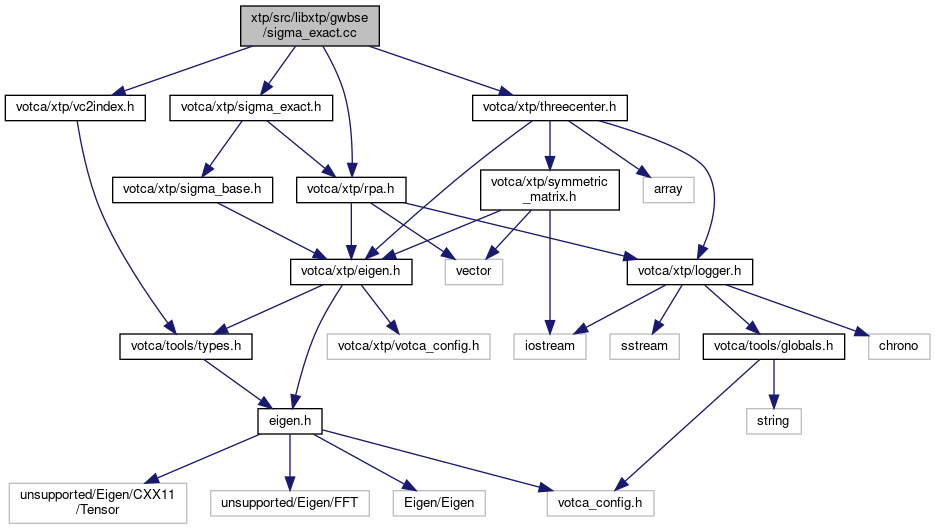 xtp/src/libxtp/gwbse
/sigma_exact.cc
votca/xtp/vc2index.h
votca/xtp/sigma_exact.h
votca/xtp/threecenter.h
votca/xtp/sigma_base.h
votca/xtp/rpa.h
votca/xtp/symmetric
_matrix.h
array
votca/xtp/eigen.h
vector
votca/xtp/logger.h
votca/tools/types.h
votca/xtp/votca_config.h
iostream
sstream
votca/tools/globals.h
chrono
eigen.h
string
unsupported/Eigen/CXX11
/Tensor
unsupported/Eigen/FFT
Eigen/Eigen
votca_config.h